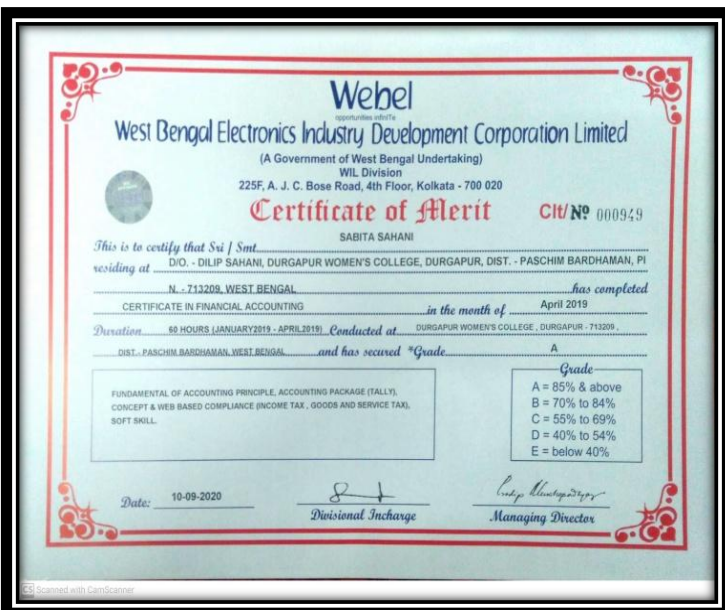 Webel
opportunities infinITe
West Bengal Electronics Industry Development Corporation Limited
(A Government of West Bengal Undertaking)
WIL Division
225F, A. J. C. Bose Road, 4th Floor, Kolkata - 700 020
Certificate of Merit
Clt/ № 000949
This is to certify that Sri / Smt. SABITA SAHANI
residing at D/O. - DILIP SAHANI, DURGAPUR WOMEN'S COLLEGE, DURGAPUR, DIST. - PASCHIM BARDHAMAN, PI
N. - 713209, WEST BENGAL has completed
CERTIFICATE IN FINANCIAL ACCOUNTING in the month of April 2019
Duration 60 HOURS (JANUARY2019 - APRIL2019) Conducted at DURGAPUR WOMEN'S COLLEGE , DURGAPUR - 713209 ,
DIST. - PASCHIM BARDHAMAN, WEST BENGAL and has secured *Grade A
FUNDAMENTAL OF ACCOUNTING PRINCIPLE, ACCOUNTING PACKAGE (TALLY),
CONCEPT & WEB BASED COMPLIANCE (INCOME TAX , GOODS AND SERVICE TAX),
SOFT SKILL.
Grade
A = 85% & above
B = 70% to 84%
C = 55% to 69%
D = 40% to 54%
E = below 40%
Date: 10-09-2020
Divisional Incharge
Managing Director
CS Scanned with CamScanner